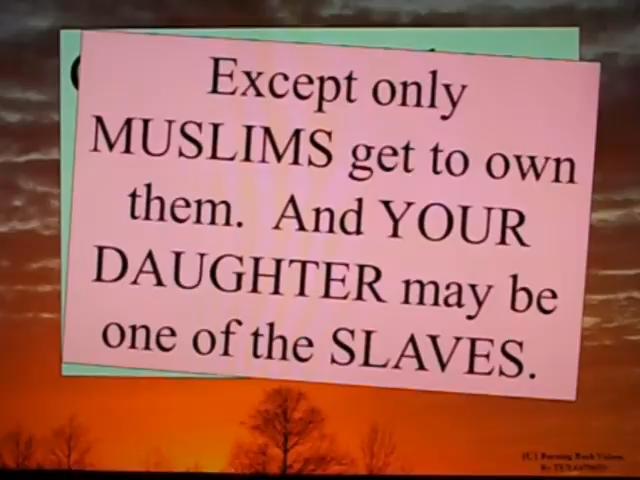 Except only
MUSLIMS get to own
them. And YOUR
DAUGHTER may be
one of the SLAVES.